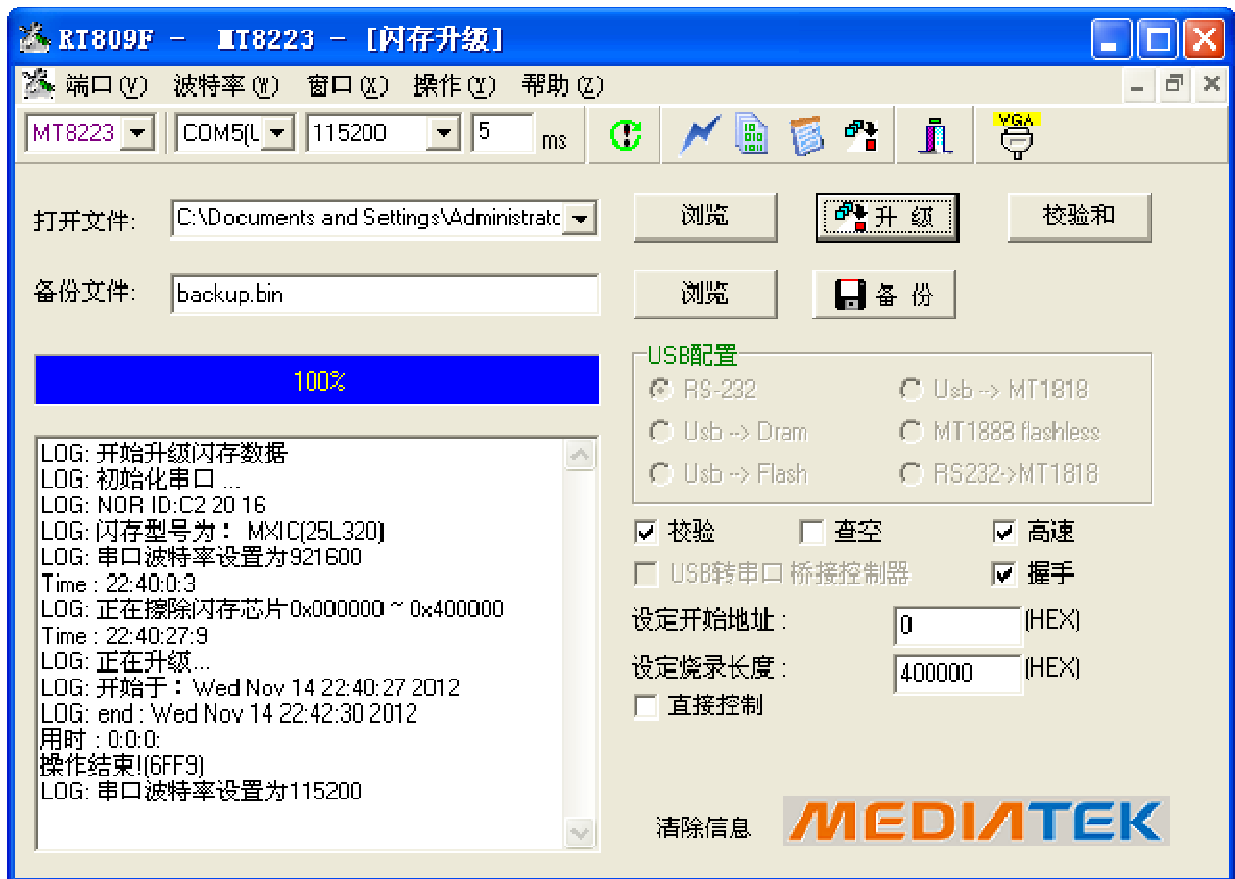 RT809F - MT8223 - [闪存升级]
端口(V) 波特率(W) 窗口(X) 操作(Y) 帮助(Z)
MT8223 COM5(L 115200 5 ms VGA
打开文件: C:\Documents and Settings\Administratc 浏览 升 级 校验和
备份文件: backup.bin 浏览 备 份
100%
USB配置
RS-232 Usb --> MT1818
Usb --> Dram MT1888 flashless
Usb --> Flash RS232->MT1818
校验 查空 高速
USB转串口 桥接控制器 握手
设定开始地址 : 0 (HEX)
设定烧录长度 : 400000 (HEX)
直接控制
LOG: 开始升级闪存数据
LOG: 初始化串口 ...
LOG: NOR ID:C2 20 16
LOG: 闪存型号为： MXIC(25L320)
LOG: 串口波特率设置为921600
Time : 22:40:0:3
LOG: 正在擦除闪存芯片0x000000 ~ 0x400000
Time : 22:40:27:9
LOG: 正在升级...
LOG: 开始于： Wed Nov 14 22:40:27 2012
LOG: end : Wed Nov 14 22:42:30 2012
用时 : 0:0:0:
操作结束!(6FF9)
LOG: 串口波特率设置为115200
清除信息 MEDIATEK